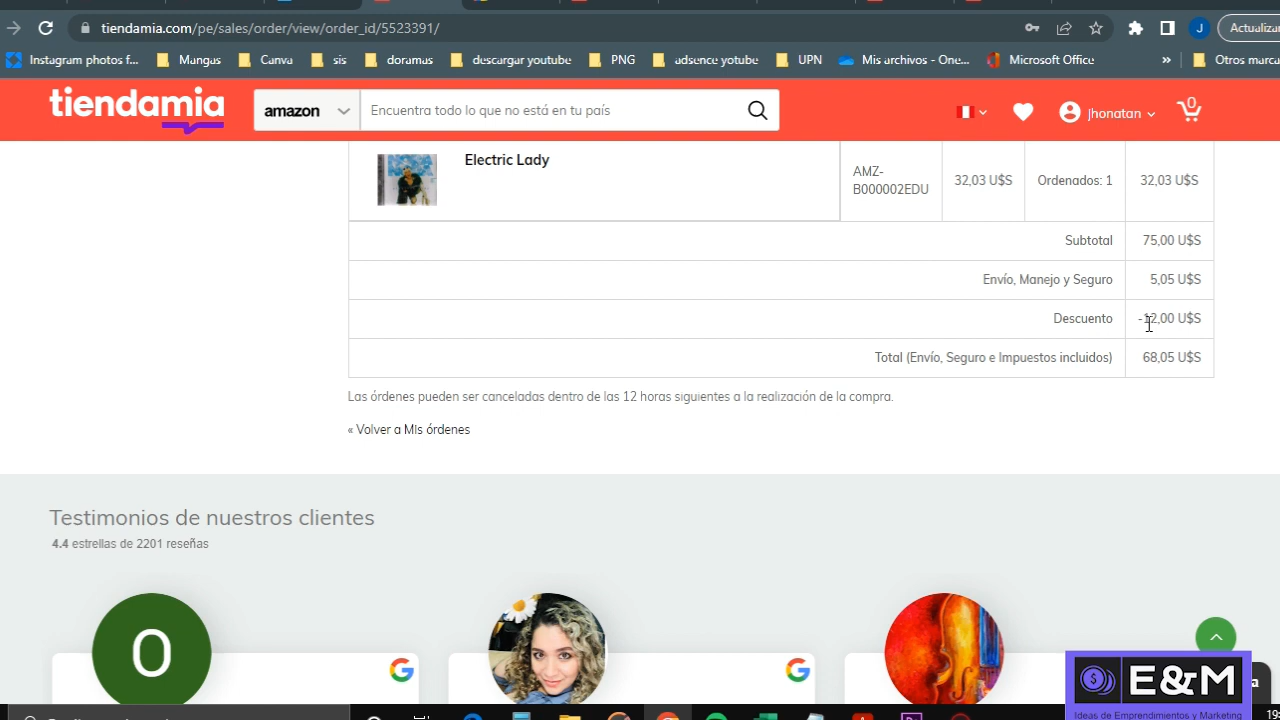 tiendamia.com/pe/sales/order/view/order_id/5523391/
J
Actualizar
Instagram photos f...
Mangas
Canva
sis
doramas
descargar youtube
PNG
adsence yotube
UPN
Mis archivos - One...
Microsoft Office
»
Otros marca
tiendamia
amazon
Encuentra todo lo que no está en tu país
Jhonatan
0
Electric Lady
AMZ-
B000002EDU
32,03 U$S
Ordenados: 1
32,03 U$S
Subtotal
75,00 U$S
Envío, Manejo y Seguro
5,05 U$S
Descuento
-12,00 U$S
Total (Envío, Seguro e Impuestos incluidos)
68,05 U$S
Las órdenes pueden ser canceladas dentro de las 12 horas siguientes a la realización de la compra.
« Volver a Mis órdenes
Testimonios de nuestros clientes
4.4 estrellas de 2201 reseñas
O
E&M
Ideas de Emprendimientos y Marketing